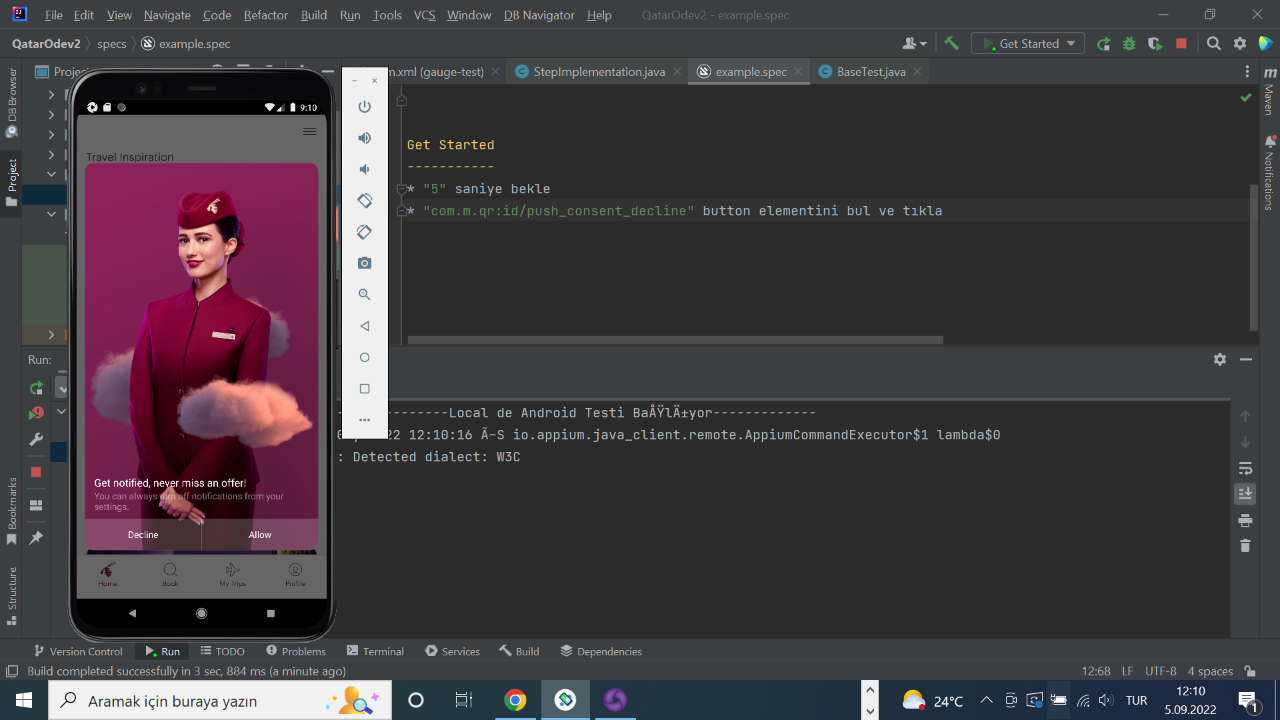 File Edit View Navigate Code Refactor Build Run Tools VCS Window DB Navigator Help QatarOdev2 - example.spec
QatarOdev2 specs example.spec Get Started
Project
.xml (gauge-test) StepImplementation.java example.spec BaseTest.java
DB Browser
Project
Bookmarks
Structure
Maven
Notifications
9:10
Travel Inspiration
Get notified, never miss an offer!
You can always turn off notifications from your
settings.
Decline Allow
Home Book My Trips Profile
Get Started
-----------
* "5" saniye bekle
* "com.m.qr:id/push_consent_decline" button elementini bul ve tıkla
Run:
-----------Local de Android Testi BaÅŸlÄ±yor-------------
22 12:10:16 Ã-S io.appium.java_client.remote.AppiumCommandExecutor$1 lambda$0
: Detected dialect: W3C
Version Control Run TODO Problems Terminal Services Build Dependencies
Build completed successfully in 3 sec, 884 ms (a minute ago) 12:68 LF UTF-8 4 spaces
Aramak için buraya yazın
24°C TUR 12:10
5.09.2022
1